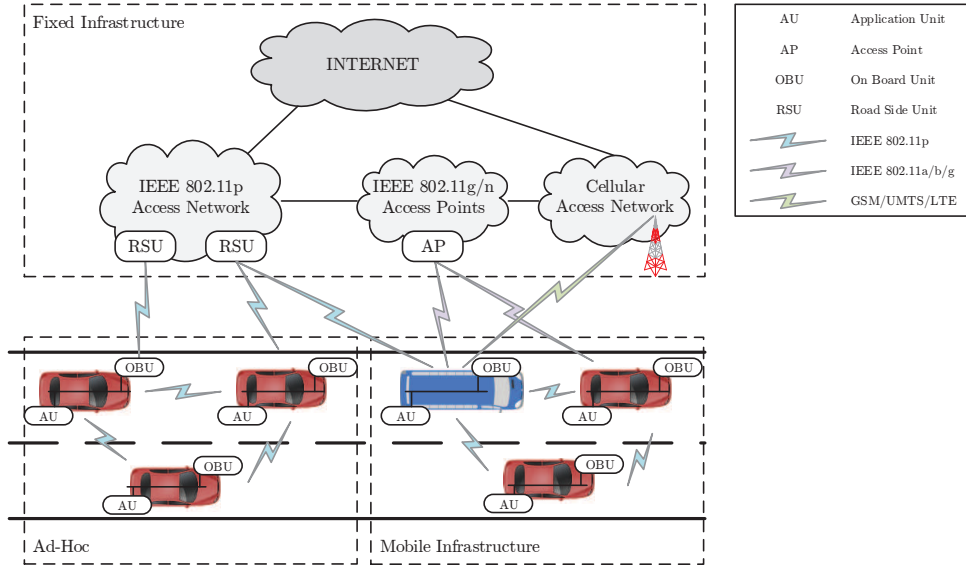 Fixed Infrastructure
INTERNET
IEEE 802.11p
Access Network
IEEE 802.11g/n
Access Points
Cellular
Access Network
RSU
RSU
AP
AU
Application Unit
AP
Access Point
OBU
On Board Unit
RSU
Road Side Unit
IEEE 802.11p
IEEE 802.11a/b/g
GSM/UMTS/LTE
OBU
AU
OBU
AU
OBU
AU
OBU
AU
OBU
AU
OBU
AU
Ad-Hoc
Mobile Infrastructure